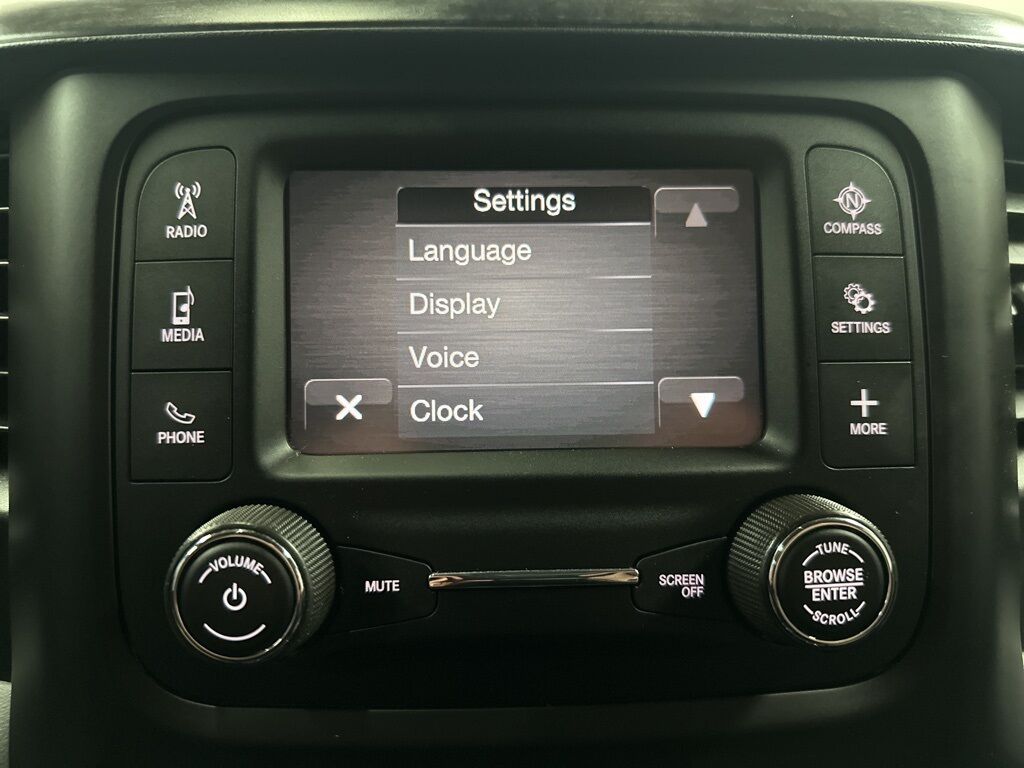 RADIO
MEDIA
PHONE
Settings
Language
Display
Voice
Clock
N
COMPASS
SETTINGS
MORE
VOLUME
MUTE
SCREEN
OFF
TUNE
BROWSE
ENTER
SCROLL